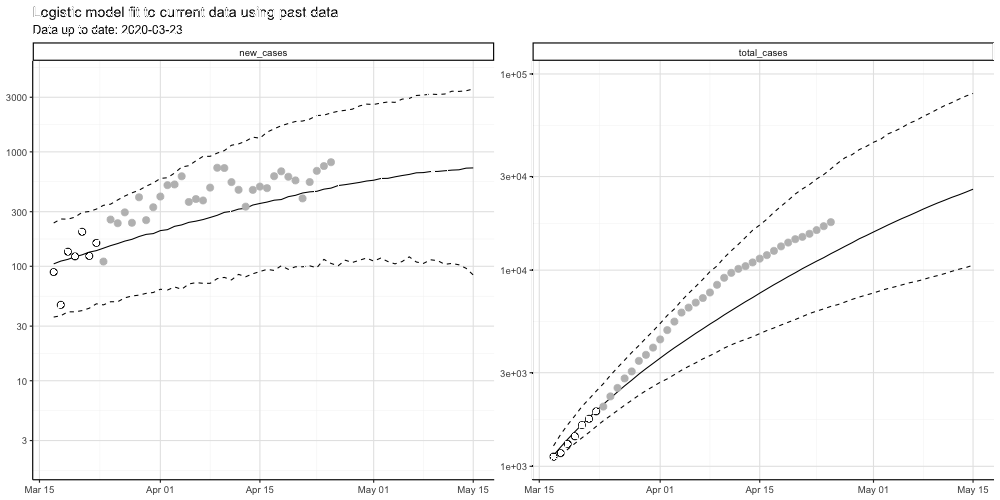 Logistic model fit to current data using past data
Data up to date: 2020-03-23
new_cases
total_cases
3000
1000
300
100
30
10
3
Mar 15
Apr 01
Apr 15
May 01
May 15
1e+05
3e+04
1e+04
3e+03
1e+03
Mar 15
Apr 01
Apr 15
May 01
May 15